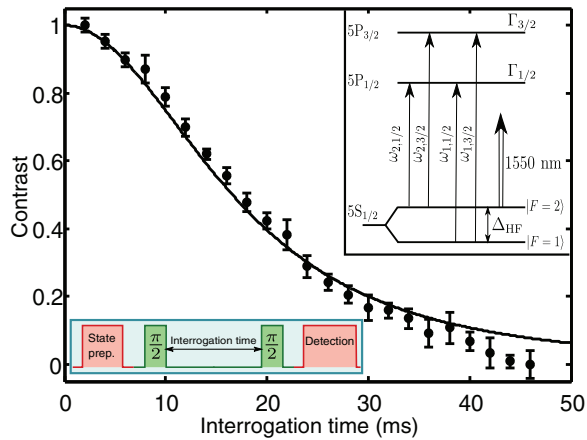 1
0.8
0.6
0.4
0.2
0
0 10 20 30 40 50
Contrast
Interrogation time (ms)
5P3/2
Γ3/2
5P1/2
Γ1/2
ω2,1/2
ω2,3/2
ω1,1/2
ω1,3/2
1550 nm
5S1/2
|F=2⟩
ΔHF
|F=1⟩
State
prep.
π/2
Interrogation time
π/2
Detection